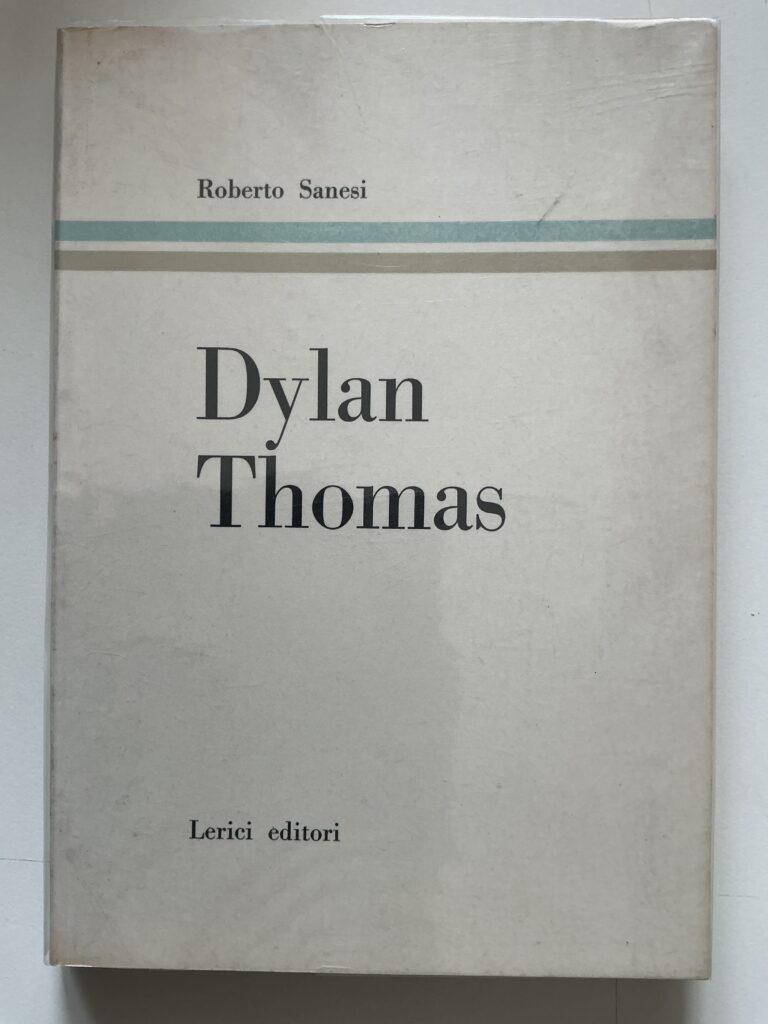 Roberto Sanesi
Dylan
Thomas
Lerici editori